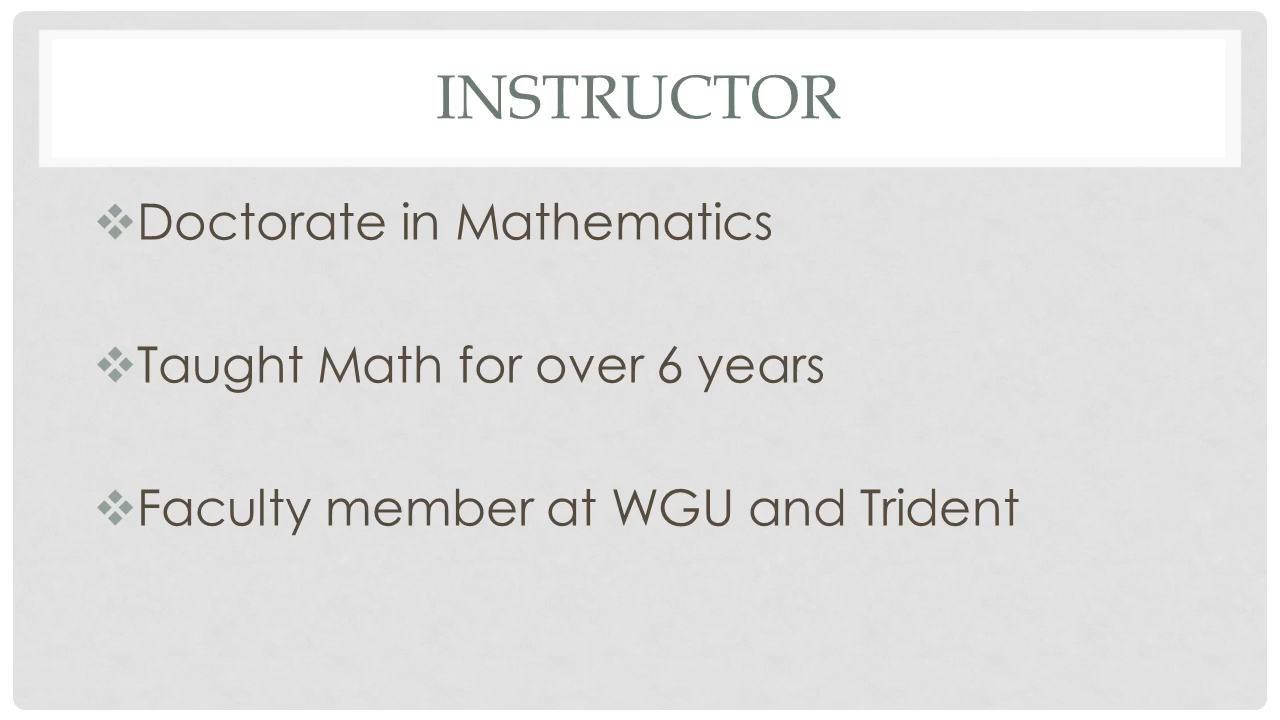 INSTRUCTOR
❖Doctorate in Mathematics
❖Taught Math for over 6 years
❖Faculty member at WGU and Trident